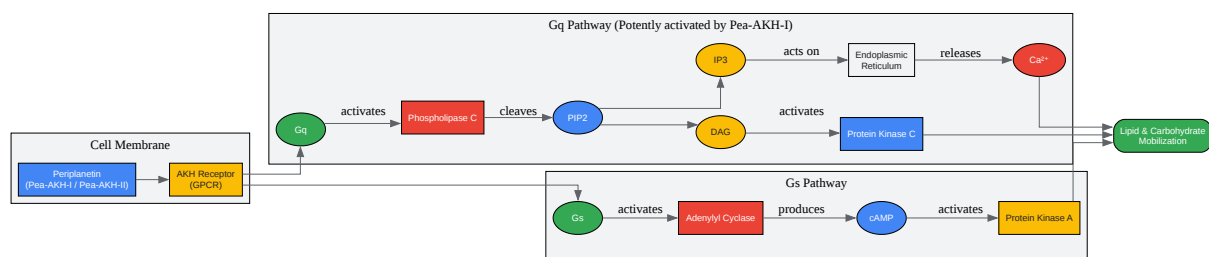 Gq Pathway (Potently activated by Pea-AKH-I)
IP3
acts on
Endoplasmic
Reticulum
releases
Ca²⁺
Gq
activates
Phospholipase C
cleaves
PIP2
DAG
activates
Protein Kinase C
Lipid & Carbohydrate
Mobilization
Cell Membrane
Periplanetin
(Pea-AKH-I / Pea-AKH-II)
AKH Receptor
(GPCR)
Gs Pathway
Gs
activates
Adenylyl Cyclase
produces
cAMP
activates
Protein Kinase A